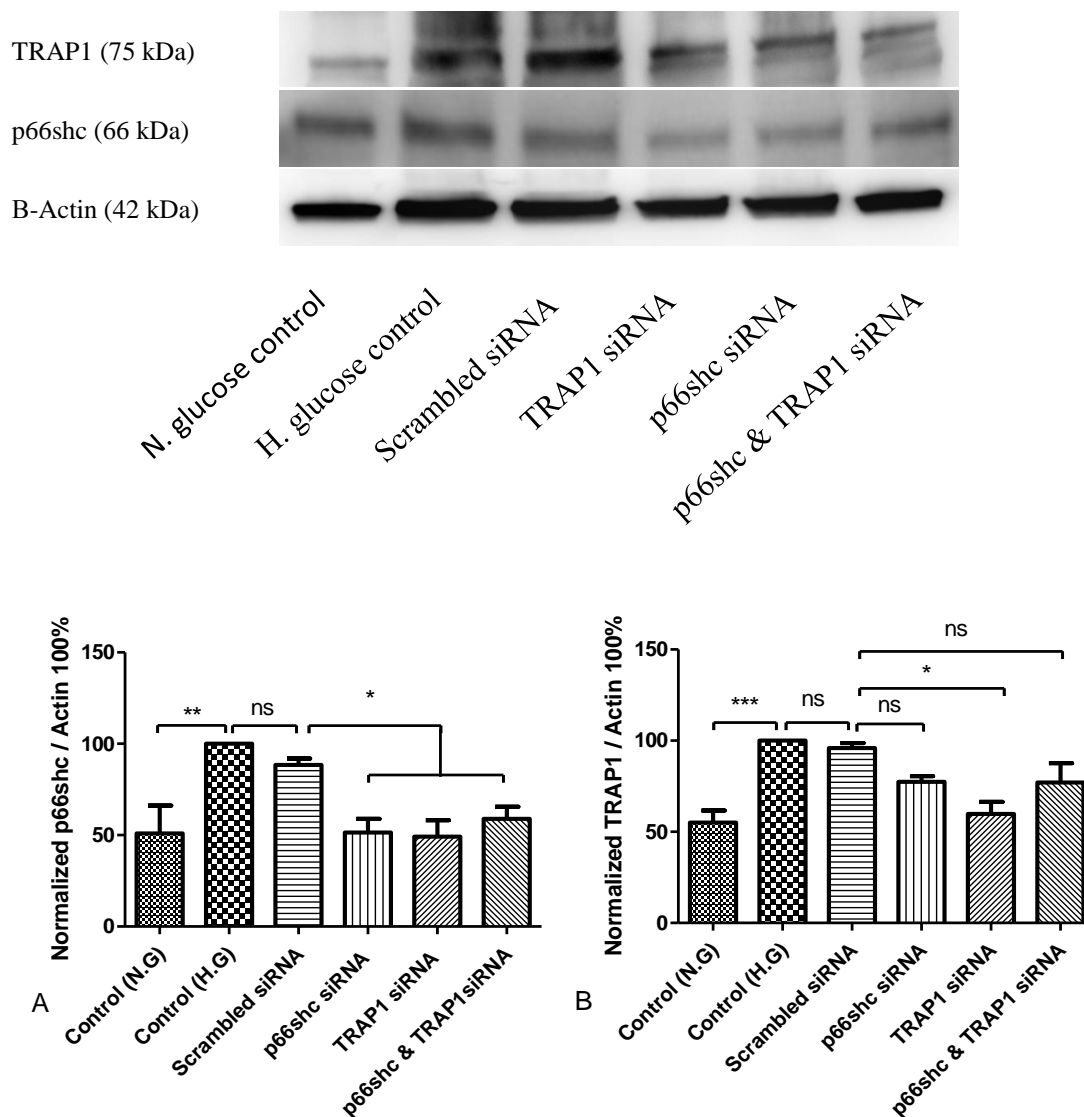 TRAP1 (75 kDa)
p66shc (66 kDa)
B-Actin (42 kDa)
N. glucose control
H. glucose control
Scrambled siRNA
TRAP1 siRNA
p66shc siRNA
p66shc & TRAP1 siRNA
Normalized p66shc / Actin 100%
150
100
50
0
**
ns
*
Control (N.G)
Control (H.G)
Scrambled siRNA
p66shc siRNA
TRAP1 siRNA
p66shc & TRAP1siRNA
A
Normalized TRAP1 / Actin 100%
150
100
50
0
***
ns
ns
*
ns
Control (N.G)
Control (H.G)
Scrambled siRNA
p66shc siRNA
TRAP1 siRNA
p66shc & TRAP1 siRNA
B